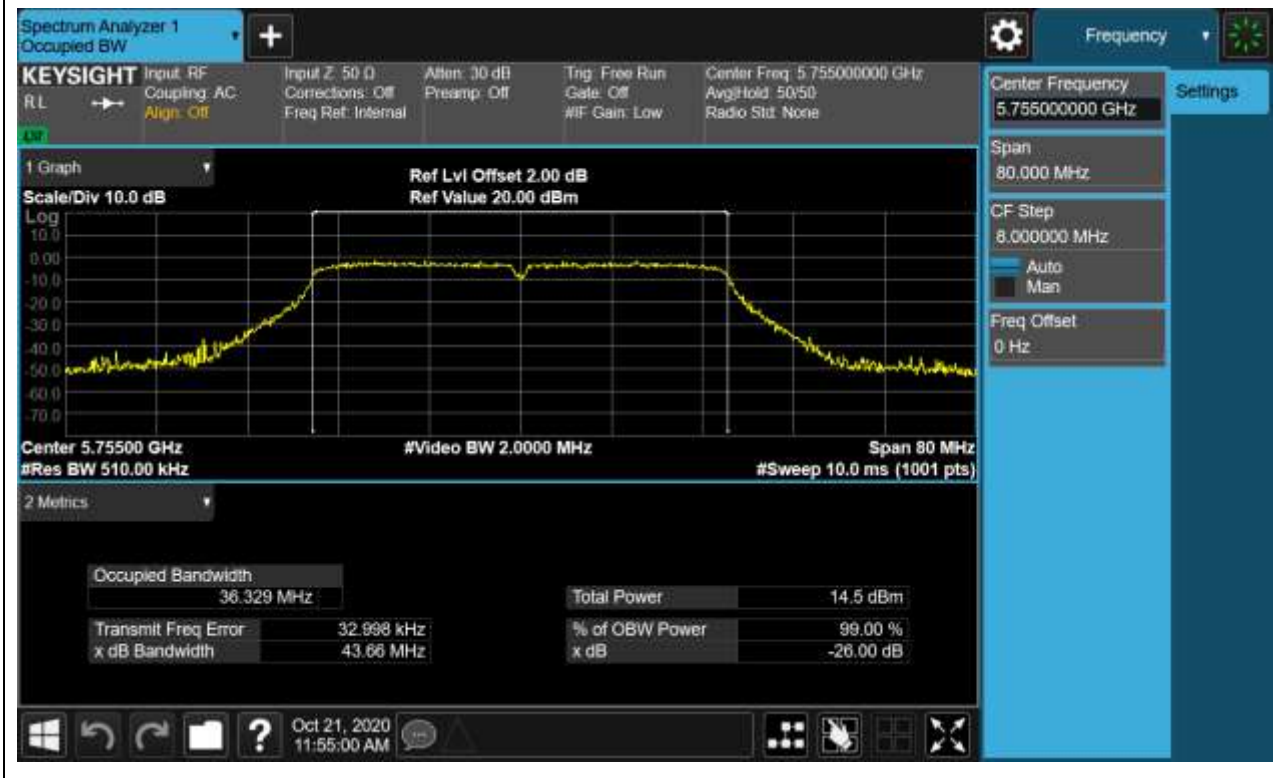 Spectrum Analyzer 1
Occupied BW
+
Frequency
KEYSIGHT
RL
Input: RF
Coupling: AC
Align: Off
Input Z: 50 Ω
Corrections: Off
Freq Ref: Internal
Atten: 30 dB
Preamp: Off
Trig: Free Run
Gate: Off
#IF Gain: Low
Center Freq: 5.755000000 GHz
Avg|Hold: 50/50
Radio Std: None
Center Frequency
5.755000000 GHz
Settings
Span
80.000 MHz
CF Step
8.000000 MHz
Auto
Man
Freq Offset
0 Hz
1 Graph
Scale/Div 10.0 dB
Ref Lvl Offset 2.00 dB
Ref Value 20.00 dBm
Log
10.0
0.00
-10.0
-20.0
-30.0
-40.0
-50.0
-60.0
-70.0
Center 5.75500 GHz
#Video BW 2.0000 MHz
Span 80 MHz
#Res BW 510.00 kHz
#Sweep 10.0 ms (1001 pts)
2 Metrics
Occupied Bandwidth
36.329 MHz
Total Power 14.5 dBm
Transmit Freq Error 32.998 kHz
% of OBW Power 99.00 %
x dB Bandwidth 43.66 MHz
x dB -26.00 dB
?
Oct 21, 2020
11:55:00 AM